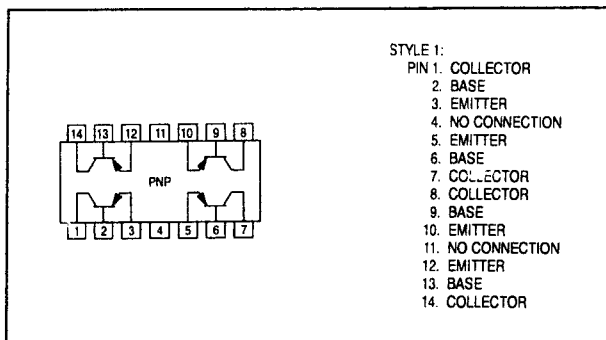 STYLE 1:
PIN 1. COLLECTOR
2. BASE
3. EMITTER
4. NO CONNECTION
5. EMITTER
6. BASE
7. COLLECTOR
8. COLLECTOR
9. BASE
10. EMITTER
11. NO CONNECTION
12. EMITTER
13. BASE
14. COLLECTOR
14 13 12 11 10 9 8
PNP
1 2 3 4 5 6 7